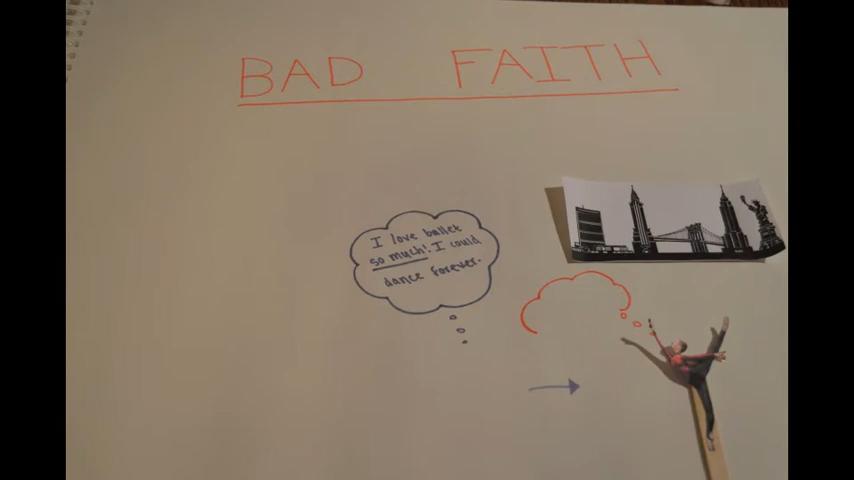 BAD FAITH
I love ballet
so much! I could
dance forever.